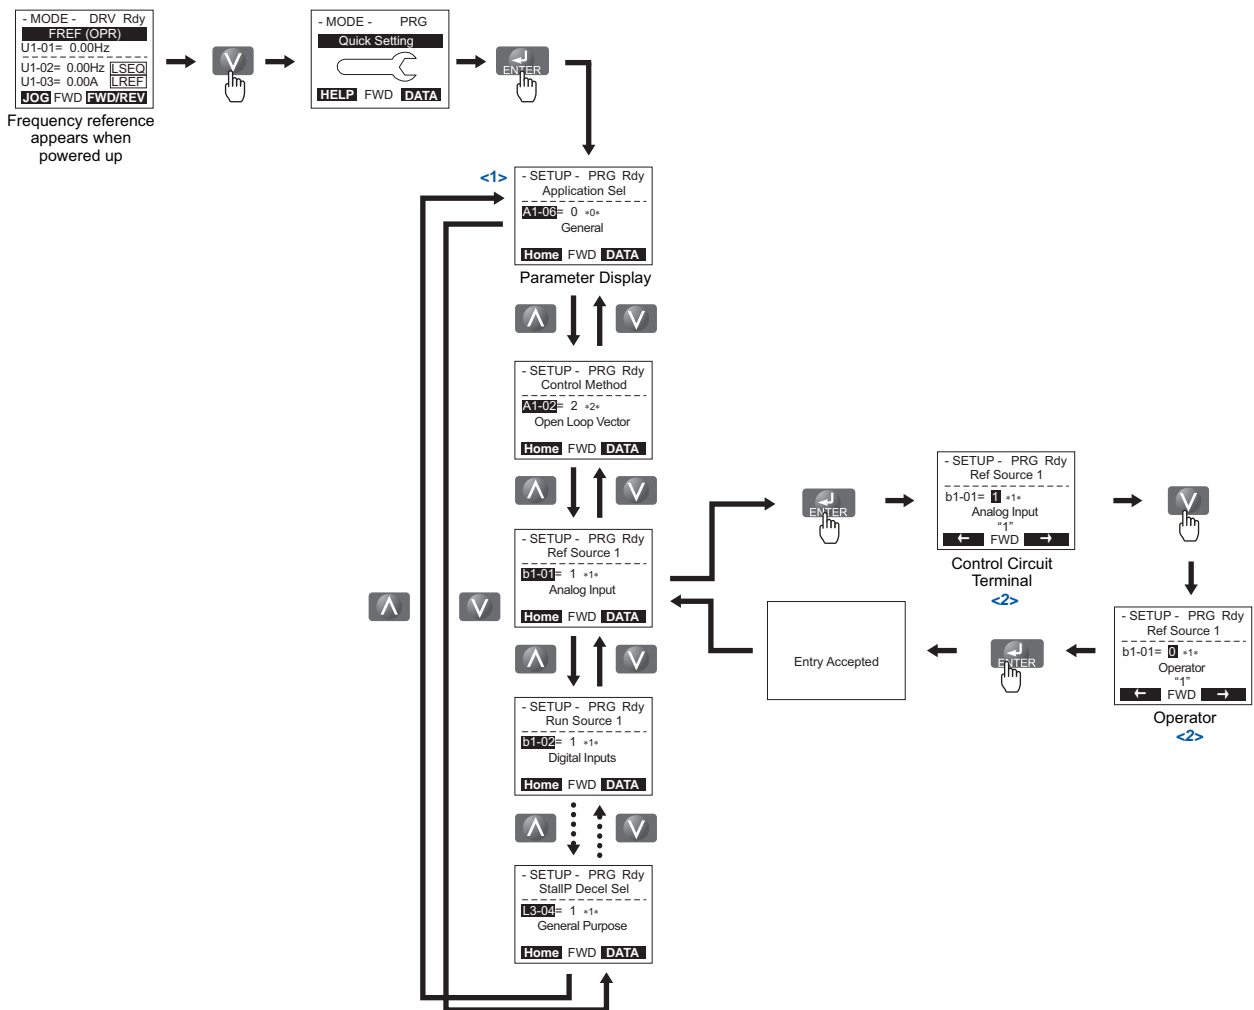 - MODE - DRV Rdy
FREF (OPR)
U1-01= 0.00Hz
U1-02= 0.00Hz LSEQ
U1-03= 0.00A LREF
JOG FWD FWD/REV
Frequency reference
appears when
powered up
- MODE - PRG
Quick Setting
HELP FWD DATA
ENTER
<1>
- SETUP - PRG Rdy
Application Sel
A1-06= 0 *0*
General
Home FWD DATA
Parameter Display
- SETUP - PRG Rdy
Control Method
A1-02= 2 *2*
Open Loop Vector
Home FWD DATA
- SETUP - PRG Rdy
Ref Source 1
b1-01= 1 *1*
Analog Input
Home FWD DATA
ENTER
- SETUP - PRG Rdy
Ref Source 1
b1-01= 1 *1*
Analog Input
“1”
← FWD →
Control Circuit
Terminal
<2>
- SETUP - PRG Rdy
Ref Source 1
b1-01= 0 *1*
Operator
“1”
← FWD →
Operator
<2>
ENTER
Entry Accepted
- SETUP - PRG Rdy
Run Source 1
b1-02= 1 *1*
Digital Inputs
Home FWD DATA
- SETUP - PRG Rdy
StallP Decel Sel
L3-04= 1 *1*
General Purpose
Home FWD DATA